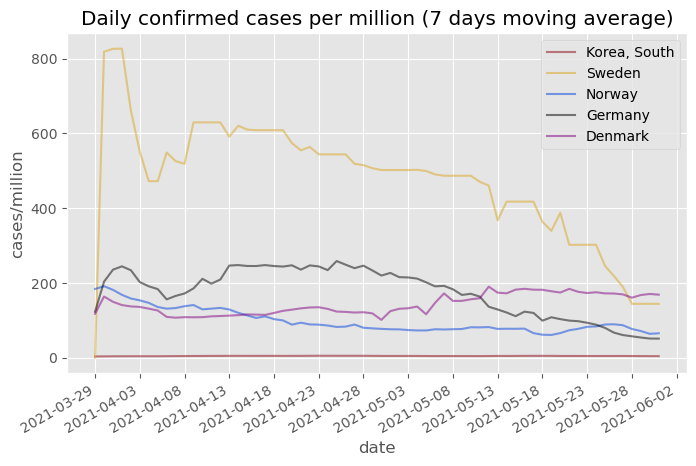 Daily confirmed cases per million (7 days moving average)
Korea, South
Sweden
Norway
Germany
Denmark
800
600
400
200
0
cases/million
2021-03-29
2021-04-03
2021-04-08
2021-04-13
2021-04-18
2021-04-23
2021-04-28
2021-05-03
2021-05-08
2021-05-13
2021-05-18
2021-05-23
2021-05-28
2021-06-02
date